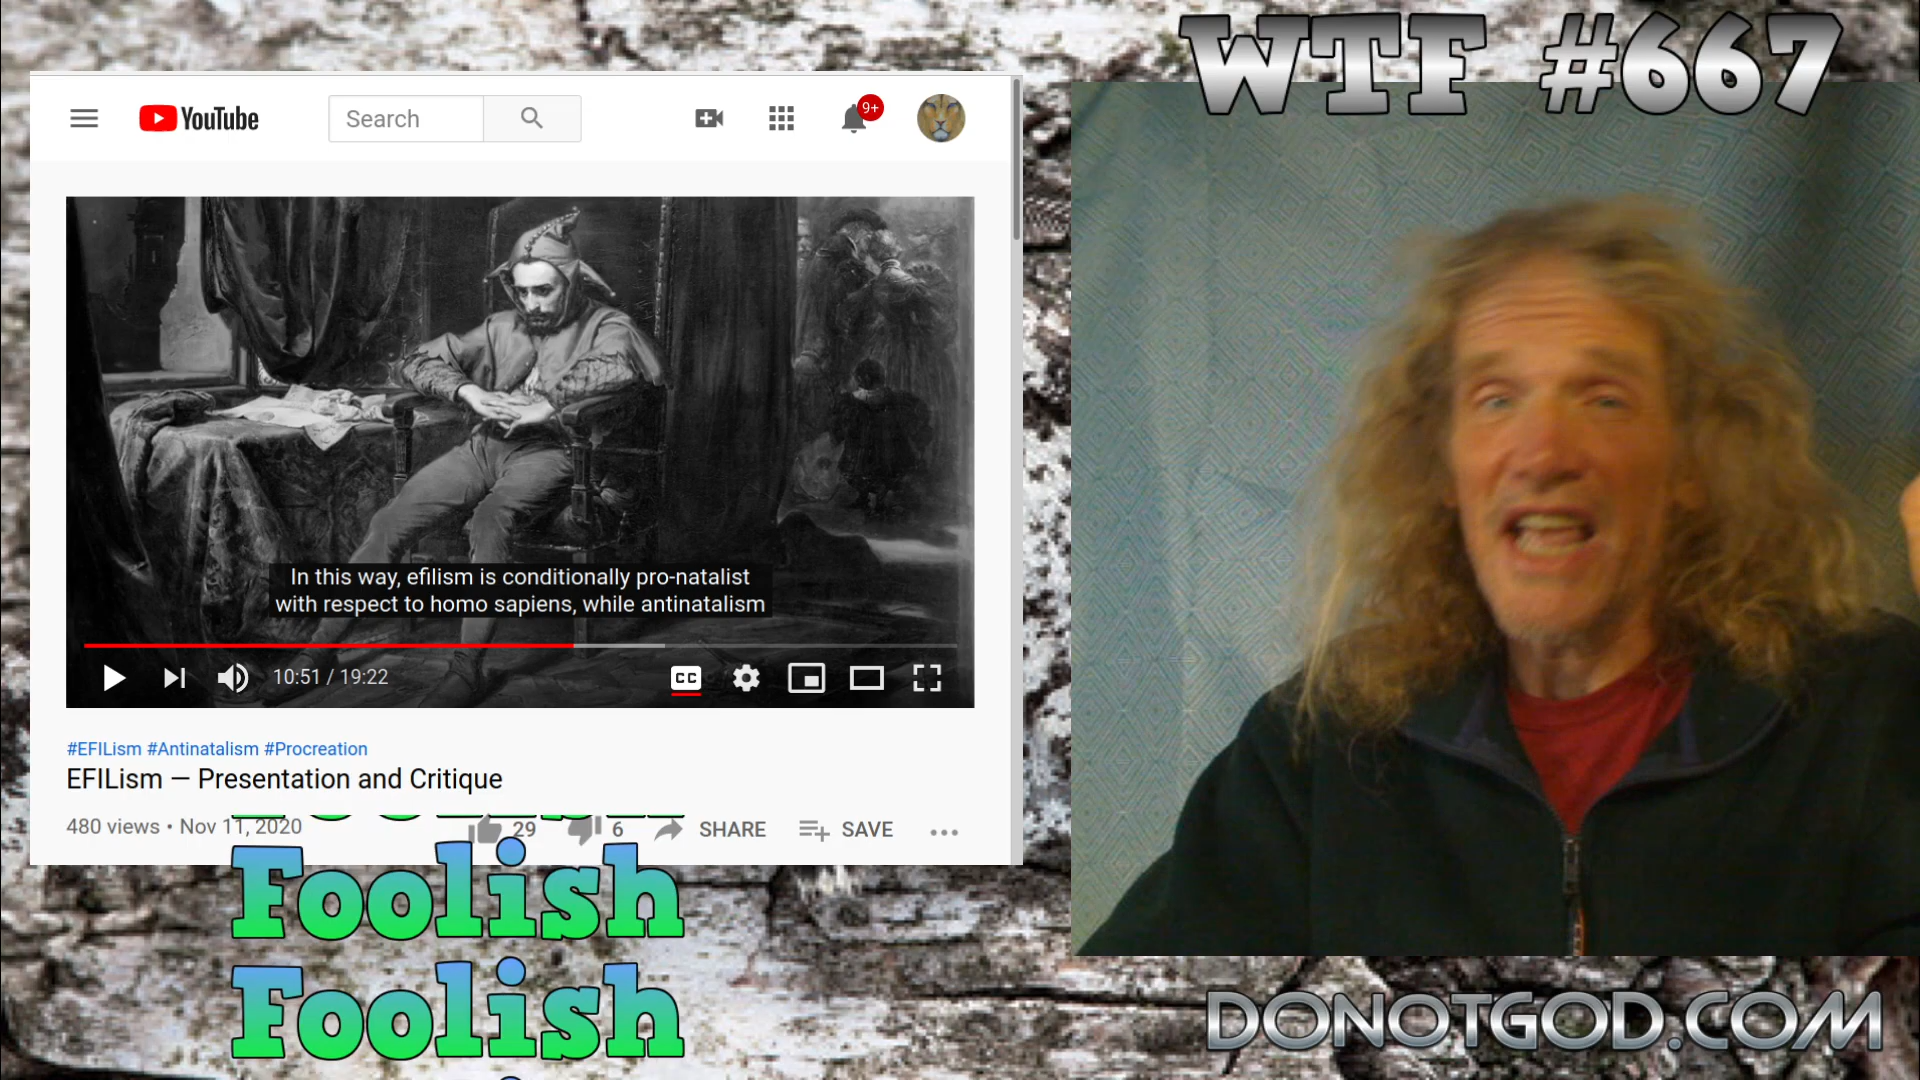 WTF #667
YouTube
Search
9+
In this way, efilism is conditionally pro-natalist
with respect to homo sapiens, while antinatalism
10:51 / 19:22
CC
#EFILism #Antinatalism #Procreation
EFILism — Presentation and Critique
480 views • Nov 11, 2020
29
6
SHARE
SAVE
Foolish
Foolish
DONOTGOD.COM